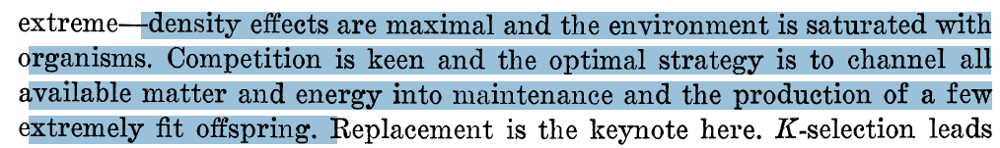 extreme—density effects are maximal and the environment is saturated with
organisms. Competition is keen and the optimal strategy is to channel all
available matter and energy into maintenance and the production of a few
extremely fit offspring. Replacement is the keynote here. K-selection leads